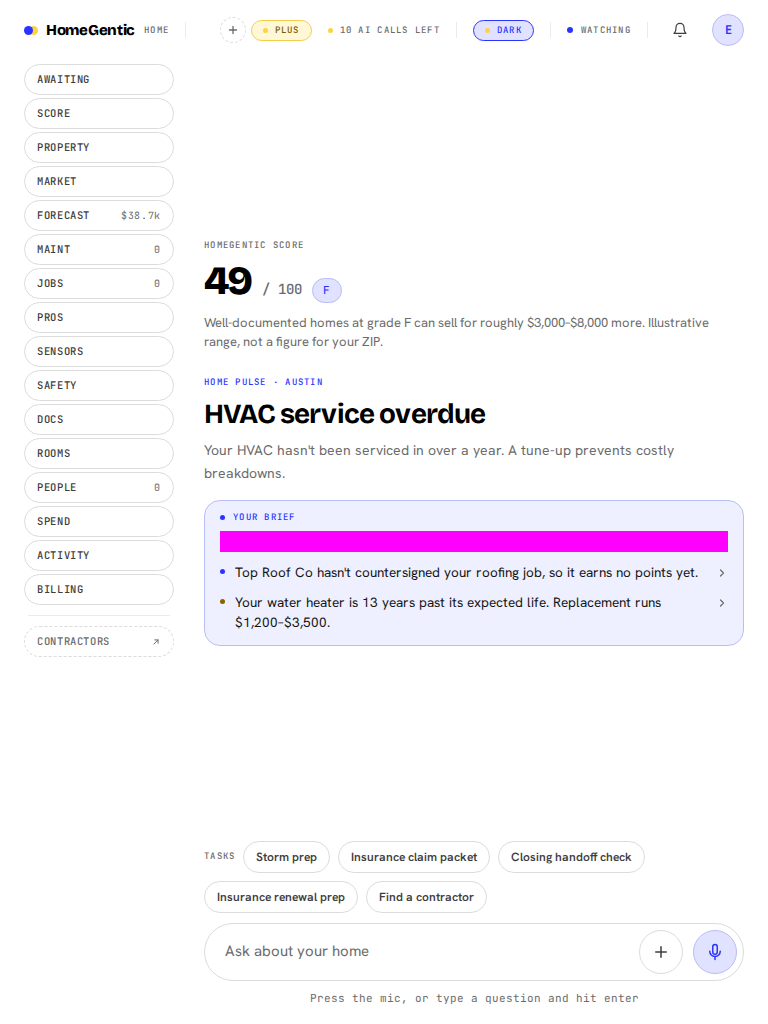 HomeGentic HOME
+ PLUS 10 AI CALLS LEFT DARK WATCHING E
AWAITING
SCORE
PROPERTY
MARKET
FORECAST $38.7k
MAINT 0
JOBS 0
PROS
SENSORS
SAFETY
DOCS
ROOMS
PEOPLE 0
SPEND
ACTIVITY
BILLING
CONTRACTORS
HOMEGENTIC SCORE
49 / 100 F
Well-documented homes at grade F can sell for roughly $3,000–$8,000 more. Illustrative
range, not a figure for your ZIP.
HOME PULSE · AUSTIN
HVAC service overdue
Your HVAC hasn't been serviced in over a year. A tune-up prevents costly
breakdowns.
YOUR BRIEF
Top Roof Co hasn't countersigned your roofing job, so it earns no points yet.
Your water heater is 13 years past its expected life. Replacement runs
$1,200–$3,500.
TASKS Storm prep Insurance claim packet Closing handoff check
Insurance renewal prep Find a contractor
Ask about your home
Press the mic, or type a question and hit enter